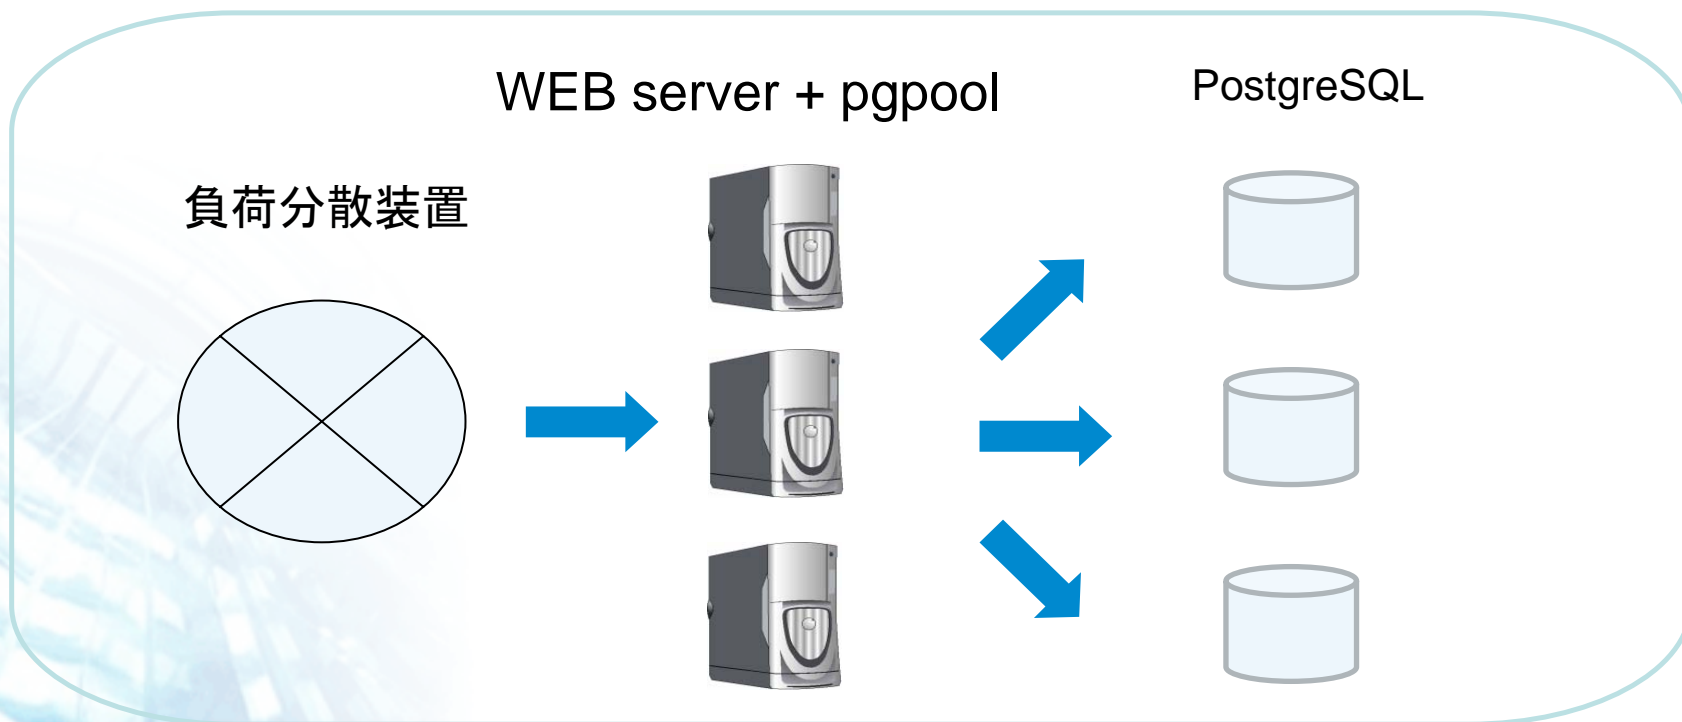 WEB server + pgpool
PostgreSQL
負荷分散装置